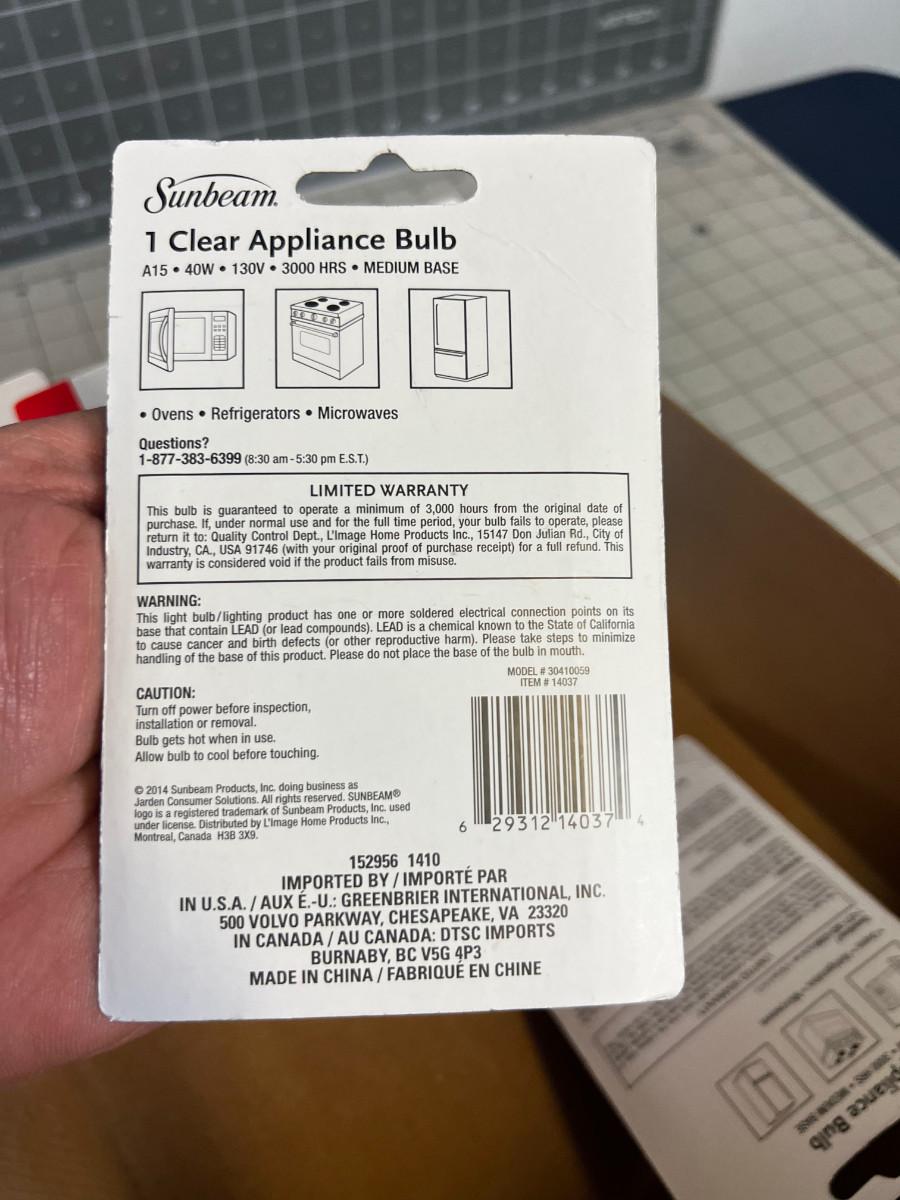 Sunbeam®
1 Clear Appliance Bulb
A15 • 40W • 130V • 3000 HRS • MEDIUM BASE
• Ovens • Refrigerators • Microwaves
Questions?
1-877-383-6399 (8:30 am - 5:30 pm E.S.T.)
LIMITED WARRANTY
This bulb is guaranteed to operate a minimum of 3,000 hours from the original date of
purchase. If, under normal use and for the full time period, your bulb fails to operate, please
return it to: Quality Control Dept., L'Image Home Products Inc., 15147 Don Julian Rd., City of
Industry, CA., USA 91746 (with your original proof of purchase receipt) for a full refund. This
warranty is considered void if the product fails from misuse.
WARNING:
This light bulb/lighting product has one or more soldered electrical connection points on its
base that contain LEAD (or lead compounds). LEAD is a chemical known to the State of California
to cause cancer and birth defects (or other reproductive harm). Please take steps to minimize
handling of the base of this product. Please do not place the base of the bulb in mouth.
MODEL # 30410059
ITEM # 14037
CAUTION:
Turn off power before inspection,
installation or removal.
Bulb gets hot when in use.
Allow bulb to cool before touching.
© 2014 Sunbeam Products, Inc. doing business as
Jarden Consumer Solutions. All rights reserved. SUNBEAM®
logo is a registered trademark of Sunbeam Products, Inc. used
under license. Distributed by L'Image Home Products Inc.,
Montreal, Canada H3B 3X9.
6 29312 14037 4
152956 1410
IMPORTED BY / IMPORTÉ PAR
IN U.S.A. / AUX É.-U.: GREENBRIER INTERNATIONAL, INC.
500 VOLVO PARKWAY, CHESAPEAKE, VA 23320
IN CANADA / AU CANADA: DTSC IMPORTS
BURNABY, BC V5G 4P3
MADE IN CHINA / FABRIQUÉ EN CHINE
Bulb